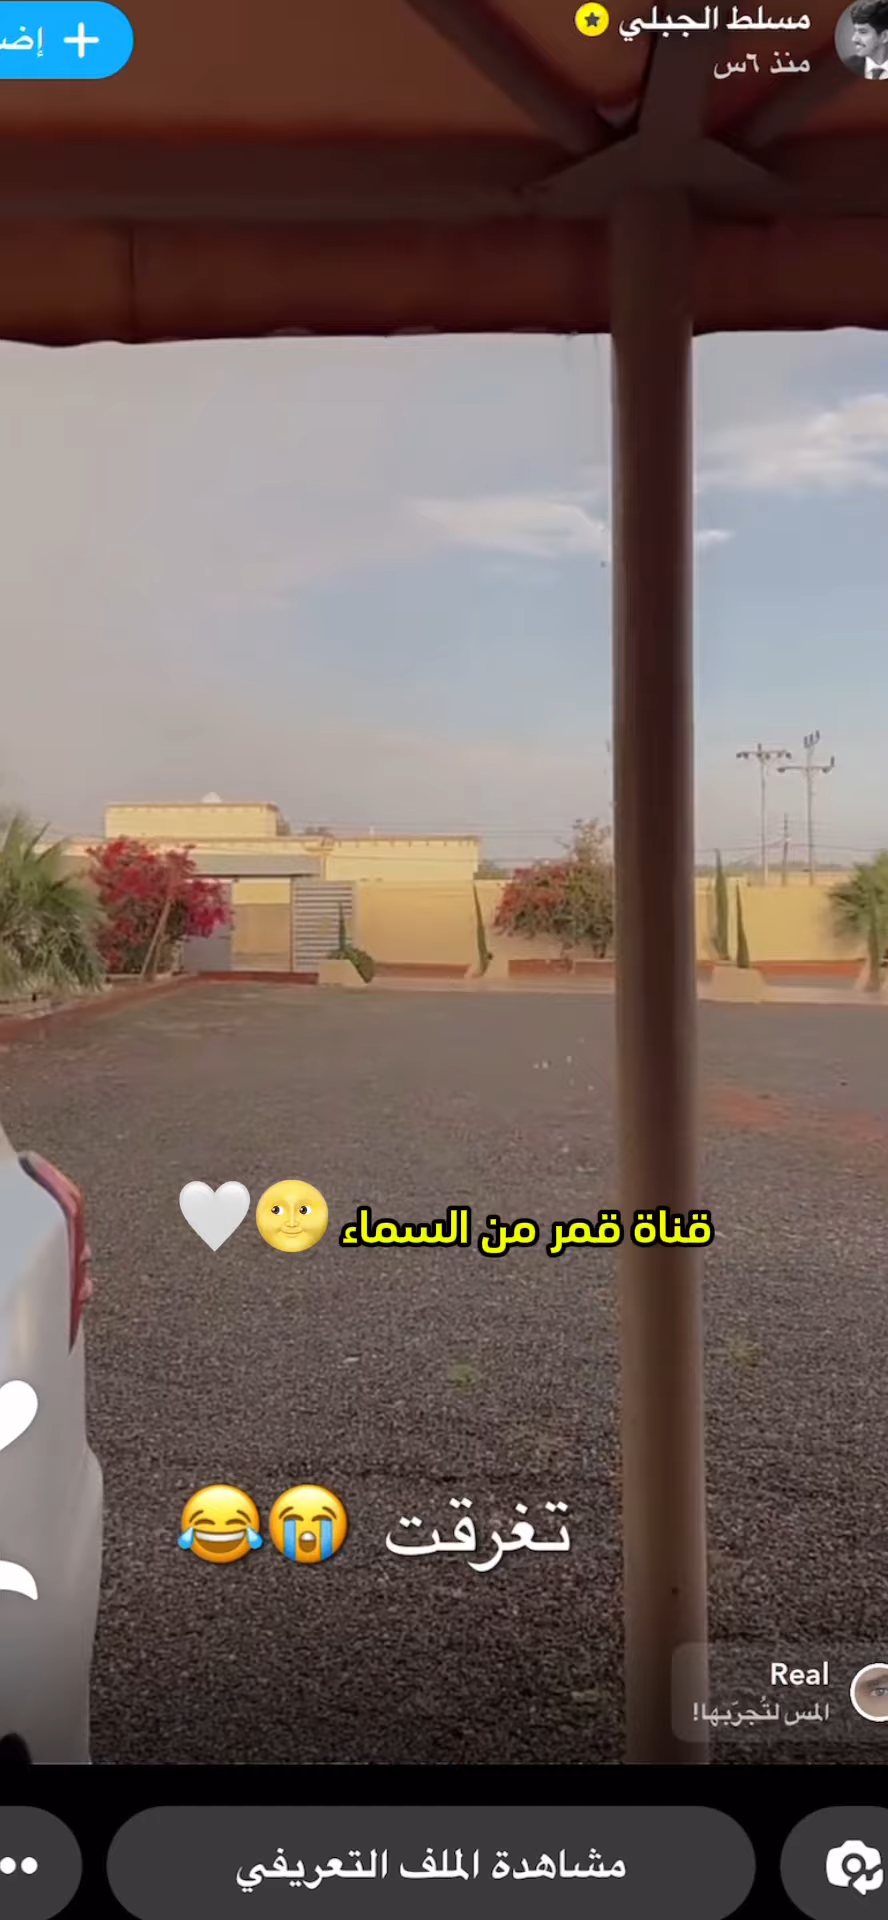 مسلط الجبلي
منذ ٦س
إض
قناة قمر من السماء 🌝🤍
تغرقت 😭😂
Real
المس لتُجرّبها!
مشاهدة الملف التعريفي